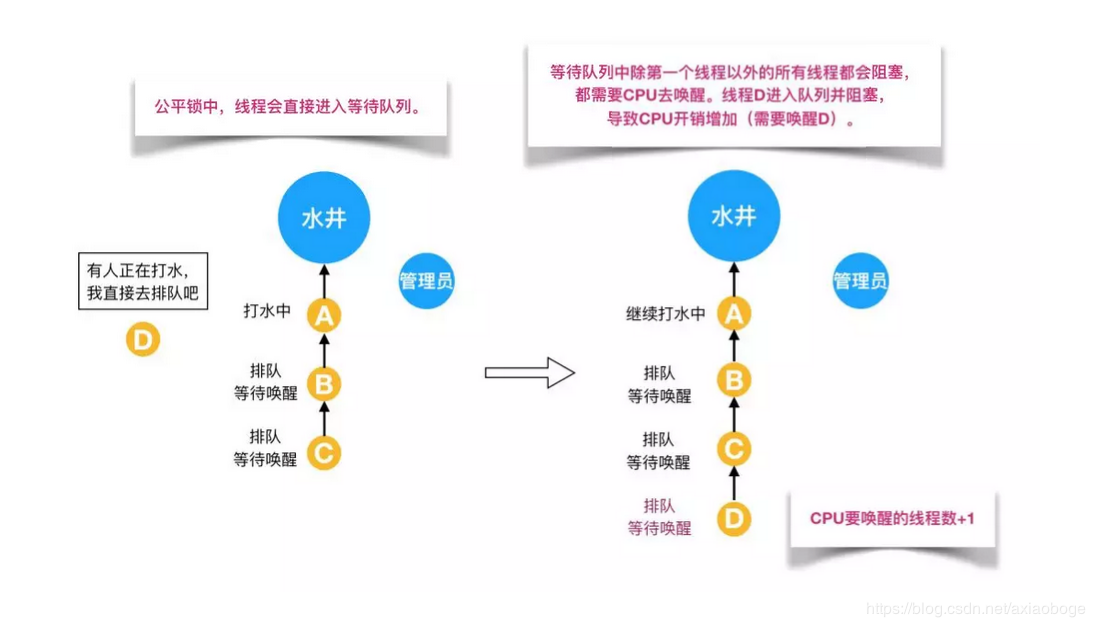 公平锁中，线程会直接进入等待队列。
等待队列中除第一个线程以外的所有线程都会阻塞，
都需要CPU去唤醒。线程D进入队列并阻塞，
导致CPU开销增加（需要唤醒D）。
水井
管理员
有人正在打水，
我直接去排队吧
D
打水中
A
排队
等待唤醒
B
排队
等待唤醒
C
水井
管理员
继续打水中
A
排队
等待唤醒
B
排队
等待唤醒
C
排队
等待唤醒
D
CPU要唤醒的线程数+1
https://blog.csdn.net/axiaoboge